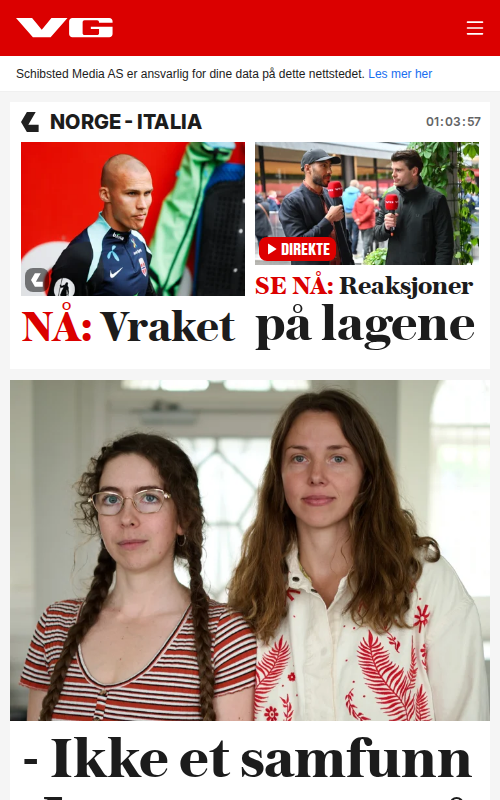 VG
Schibsted Media AS er ansvarlig for dine data på dette nettstedet. Les mer her
NORGE - ITALIA
01:03:57
DIREKTE
NÅ: Vraket
SE NÅ: Reaksjoner
på lagene
- Ikke et samfunn